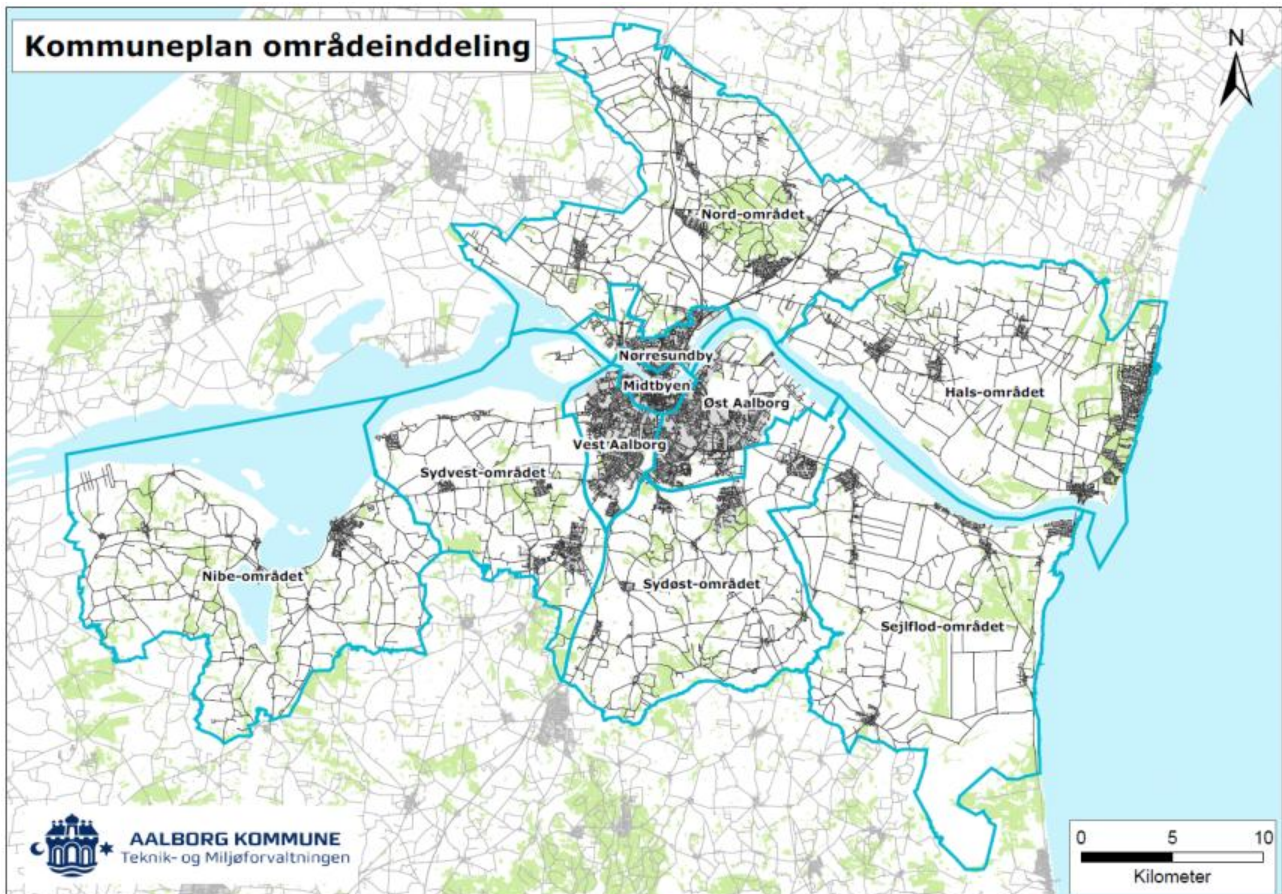 Kommuneplan områdeinddeling
N
Nord-området
Nørresundby
Midtbyen
Hals-området
Øst Aalborg
Vest Aalborg
Sydvest-området
Nibe-området
Sydøst-området
Sejlflod-området
AALBORG KOMMUNE
Teknik- og Miljøforvaltningen
0 5 10
Kilometer